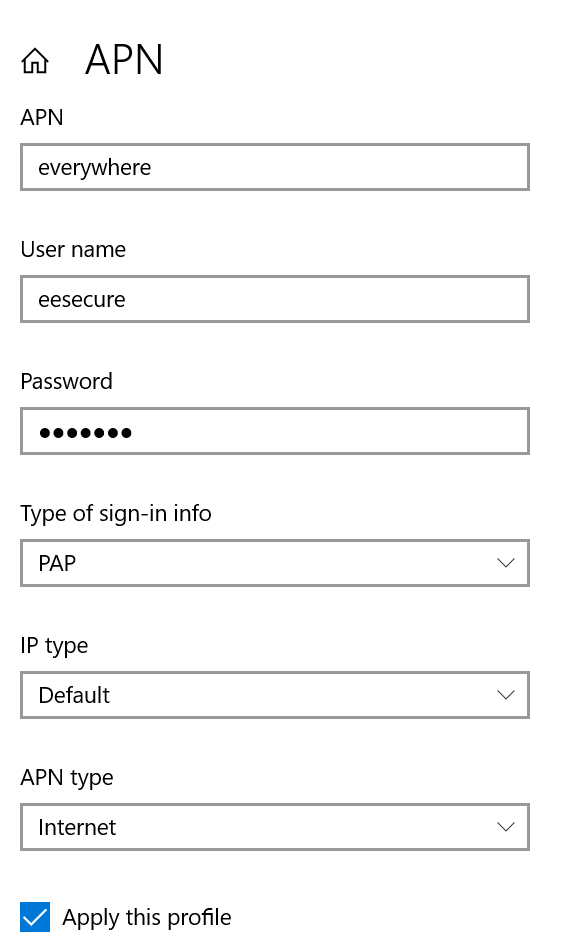 APN
APN
everywhere
User name
eesecure
Password
●●●●●●●
Type of sign-in info
PAP
IP type
Default
APN type
Internet
Apply this profile